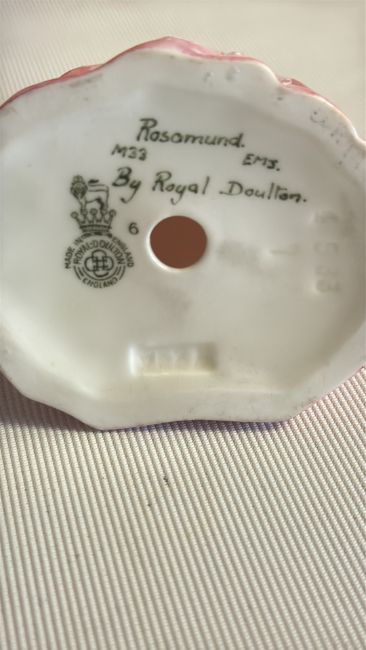 Rosamund.
M33 EMS.
By Royal Doulton.
6
MADE IN ENGLAND
ROYAL DOULTON
ENGLAND